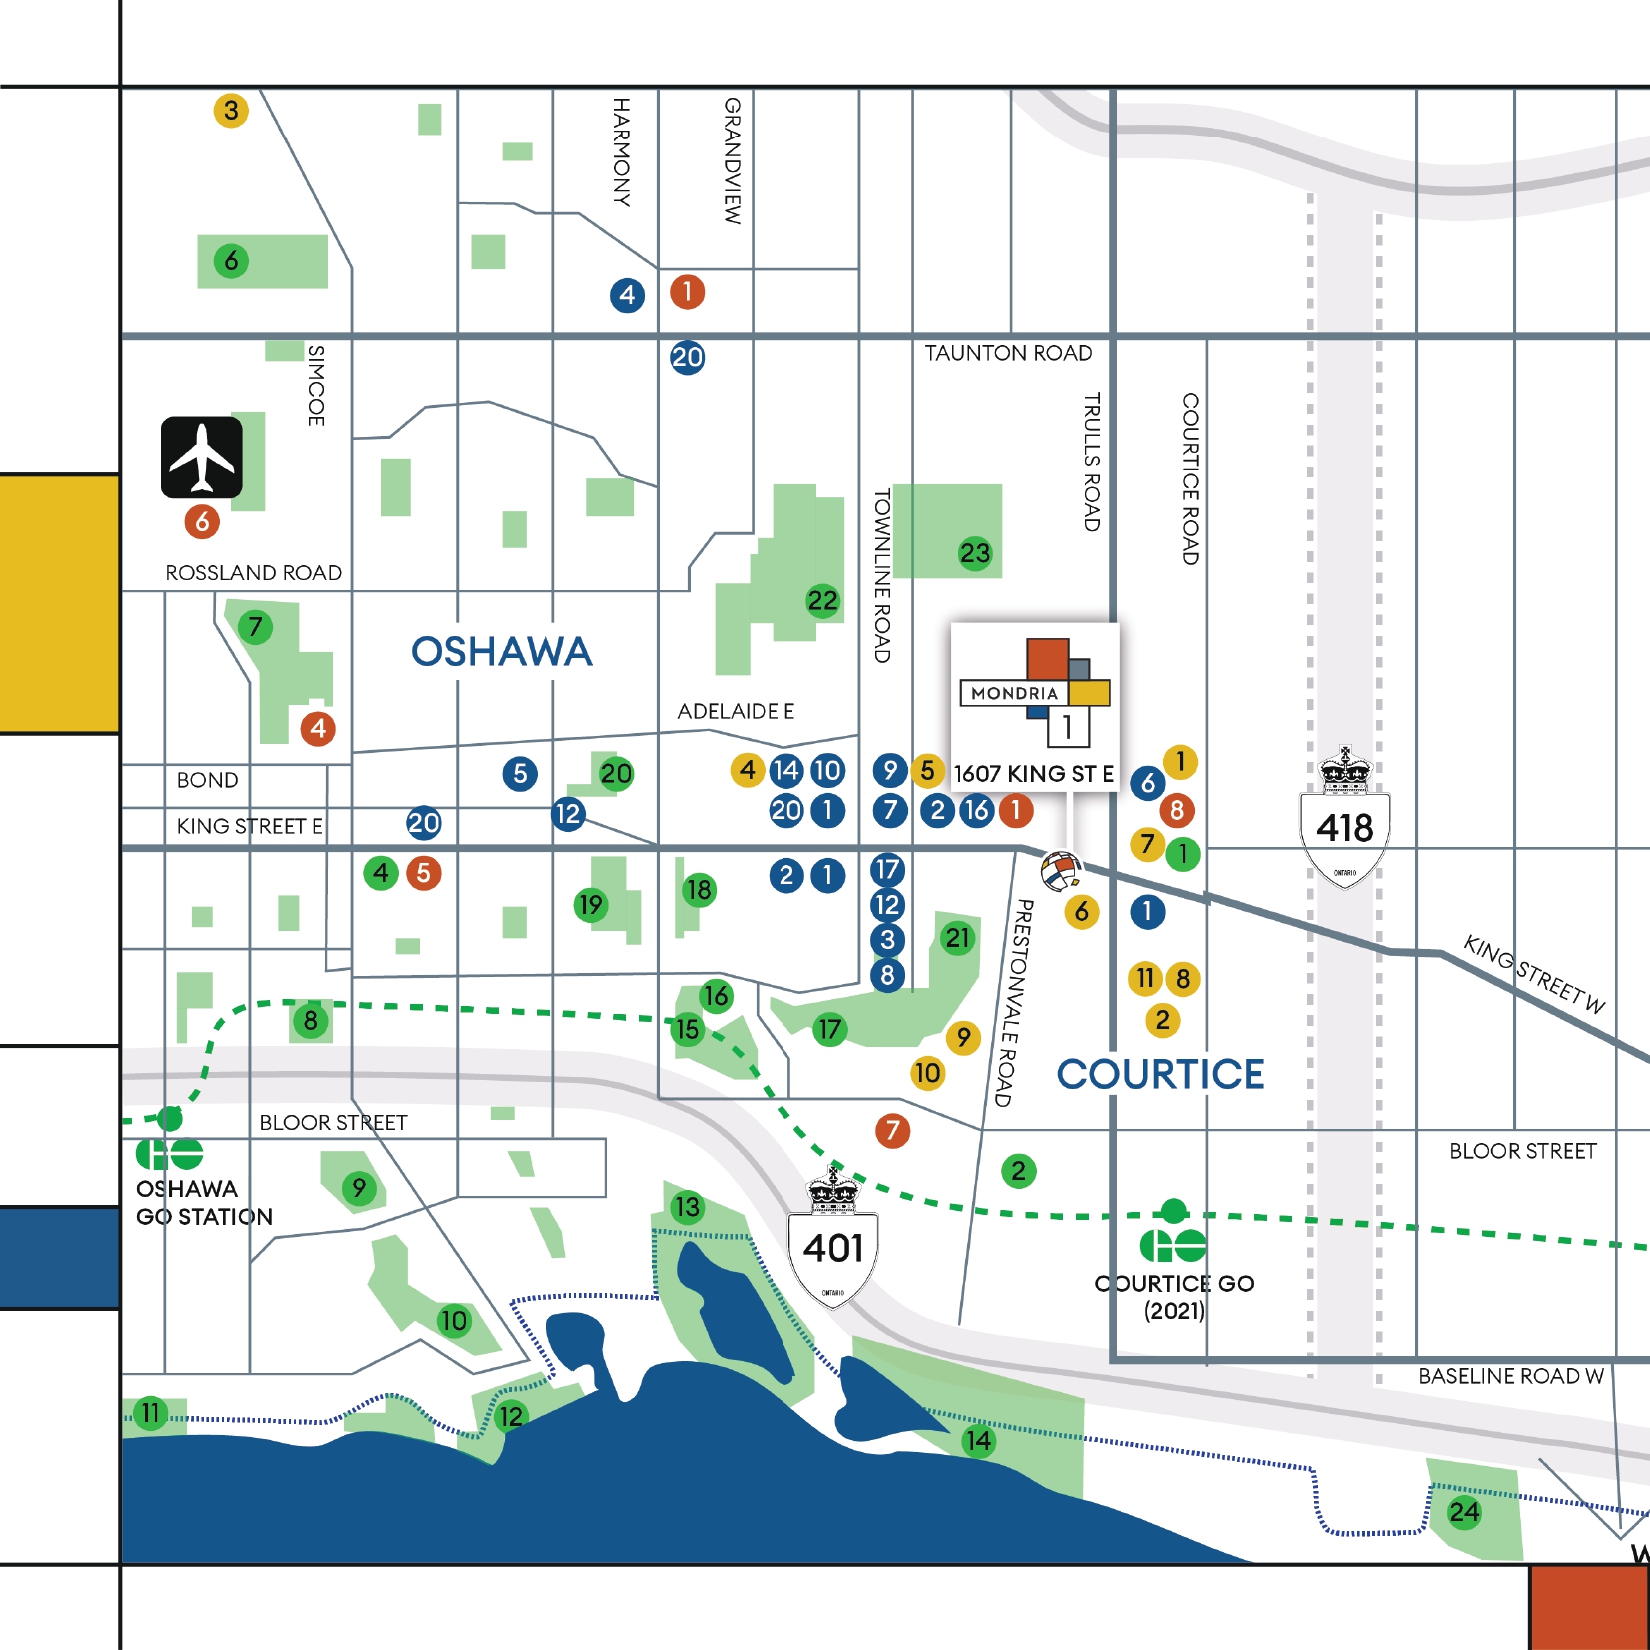 3
HARMONY
GRANDVIEW
6
4
1
20
TAUNTON ROAD
SIMCOE
TRULLS ROAD
COURTICE ROAD
6
TOWNLINE ROAD
23
ROSSLAND ROAD
22
7
OSHAWA
MONDRIA
1
4
ADELAIDE E
1607 KING ST E
BOND
5
20
4 14 10 9 5
1
6
KING STREET E
20
12
20 1 7 2 16 1
8
418
ONTARIO
7
1
4 5
2 1 17
19
18
12
6
1
3
21
8
PRESTONVALE ROAD
KING STREET W
11 8
2
8
16
15
17
9
10
COURTICE
BLOOR STREET
7
BLOOR STREET
GO
OSHAWA
GO STATION
9
2
13
401
ONTARIO
GO
COURTICE GO
(2021)
10
BASELINE ROAD W
11
12
14
24
W